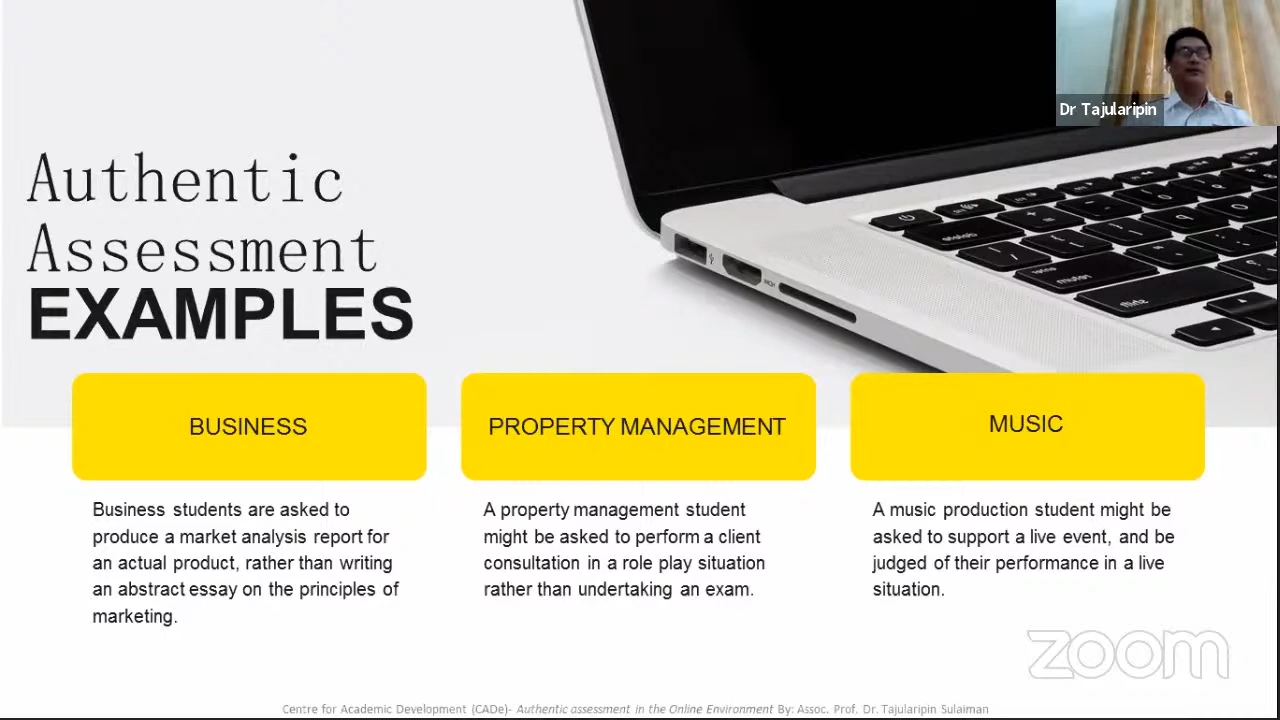 Dr Tajularipin
Authentic
Assessment
EXAMPLES
BUSINESS
Business students are asked to
produce a market analysis report for
an actual product, rather than writing
an abstract essay on the principles of
marketing.
PROPERTY MANAGEMENT
A property management student
might be asked to perform a client
consultation in a role play situation
rather than undertaking an exam.
MUSIC
A music production student might be
asked to support a live event, and be
judged of their performance in a live
situation.
zoom
Centre for Academic Development (CADe)- Authentic assessment in the Online Environment By: Assoc. Prof. Dr. Tajularipin Sulaiman